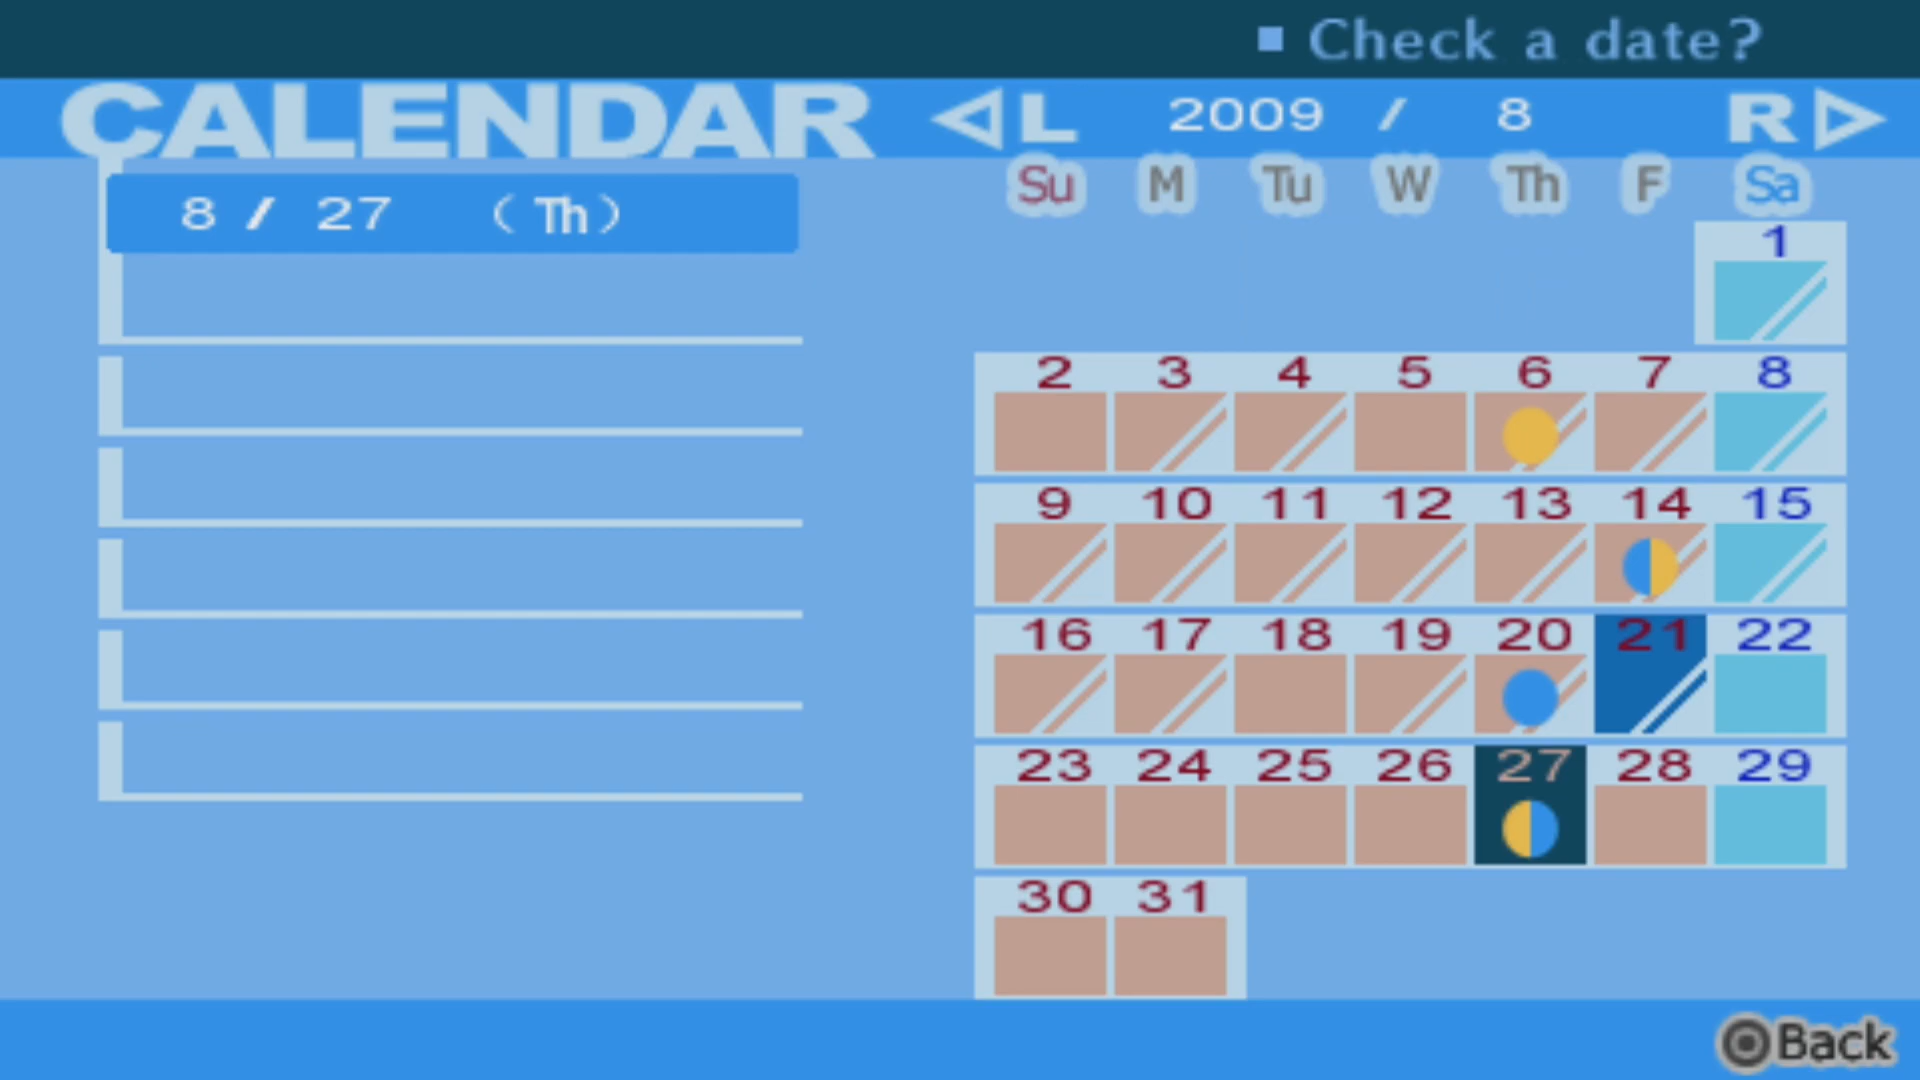 Check a date?
CALENDAR L 2009 / 8 R
Su M Tu W Th F Sa
8 / 27 (Th)
1
2 3 4 5 6 7 8
9 10 11 12 13 14 15
16 17 18 19 20 21 22
23 24 25 26 27 28 29
30 31
Back